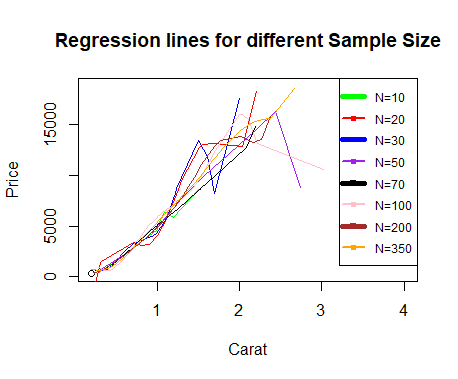 Regression lines for different Sample Size
Price
15000
5000
0
1
2
3
4
Carat
N=10
N=20
N=30
N=50
N=70
N=100
N=200
N=350